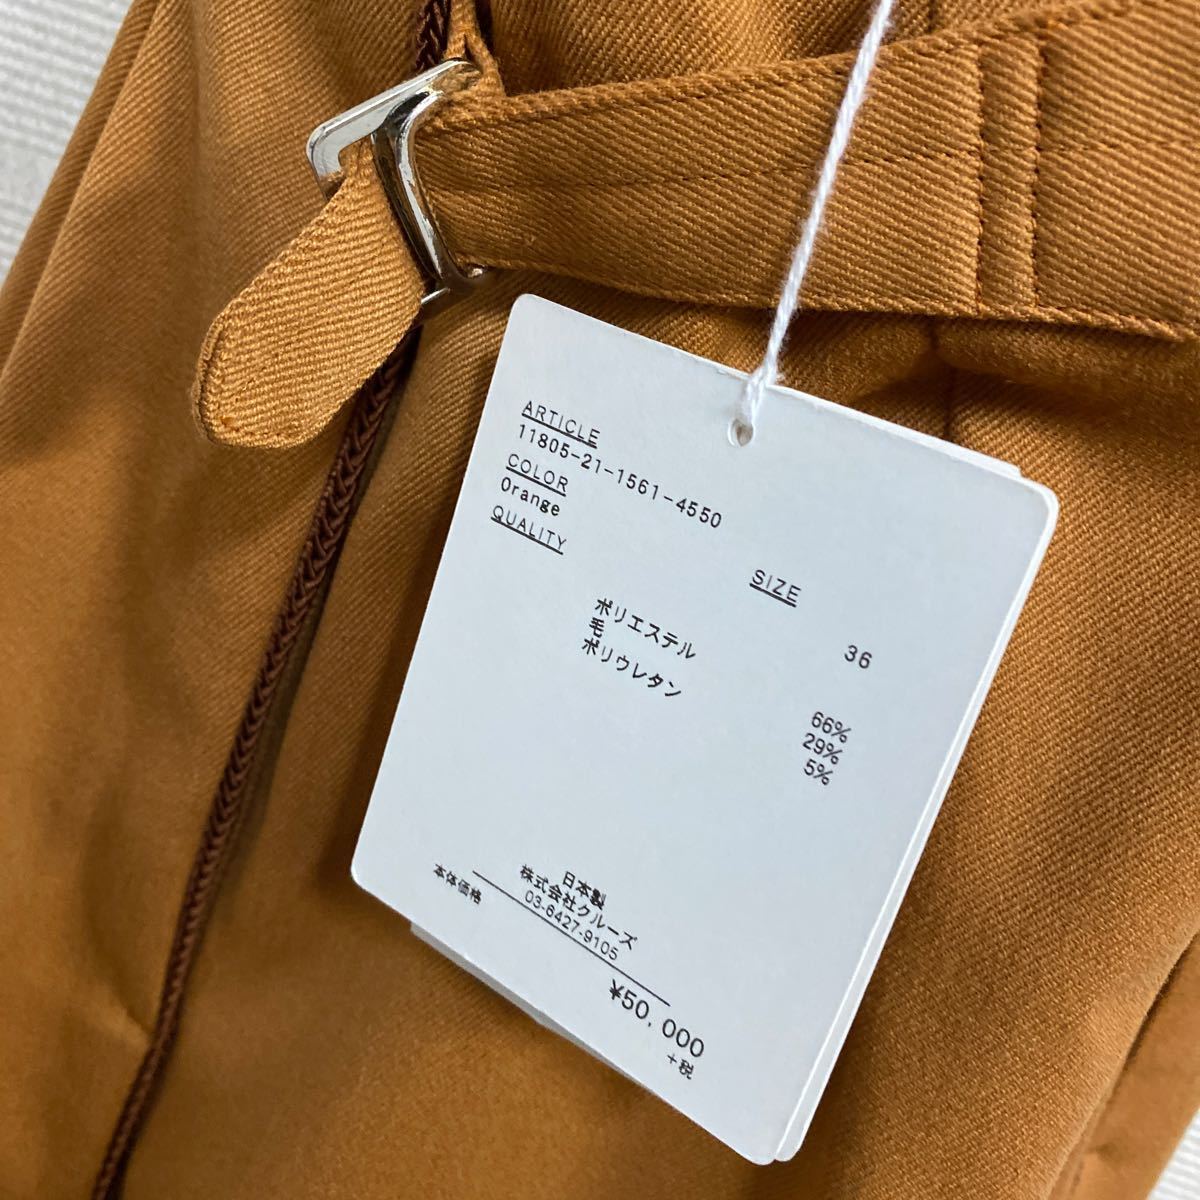 ARTICLE
11805-21-1561-4550
COLOR
Orange
QUALITY
SIZE
36
ポリエステル 66%
毛 29%
ポリウレタン 5%
日本製
株式会社クルーズ
03-6427-9105
本体価格
¥50,000
+税